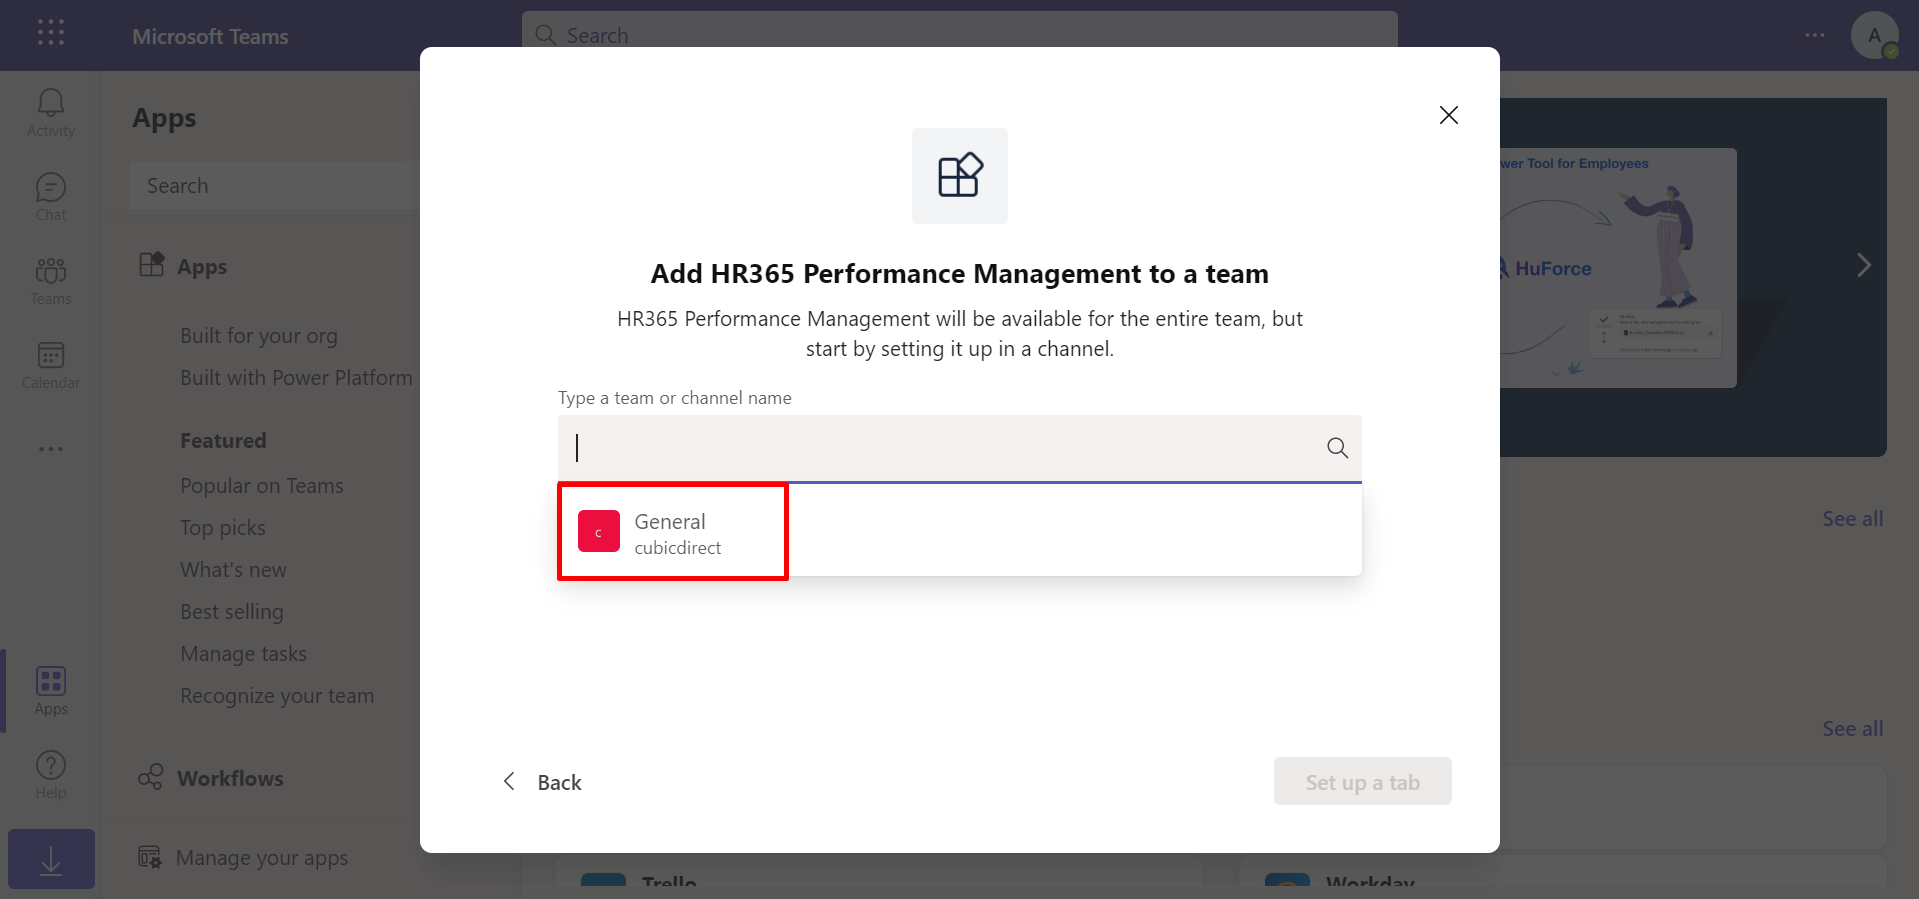 Microsoft Teams
Search
A
Activity
Chat
Teams
Calendar
Apps
Help
Apps
Search
Apps
Built for your org
Built with Power Platform
Featured
Popular on Teams
Top picks
What's new
Best selling
Manage tasks
Recognize your team
Workflows
Manage your apps
Add HR365 Performance Management to a team
HR365 Performance Management will be available for the entire team, but
start by setting it up in a channel.
Type a team or channel name
c
General
cubicdirect
Back
Set up a tab
Tool for Employees
HuForce
See all
See all
Trello
Workday